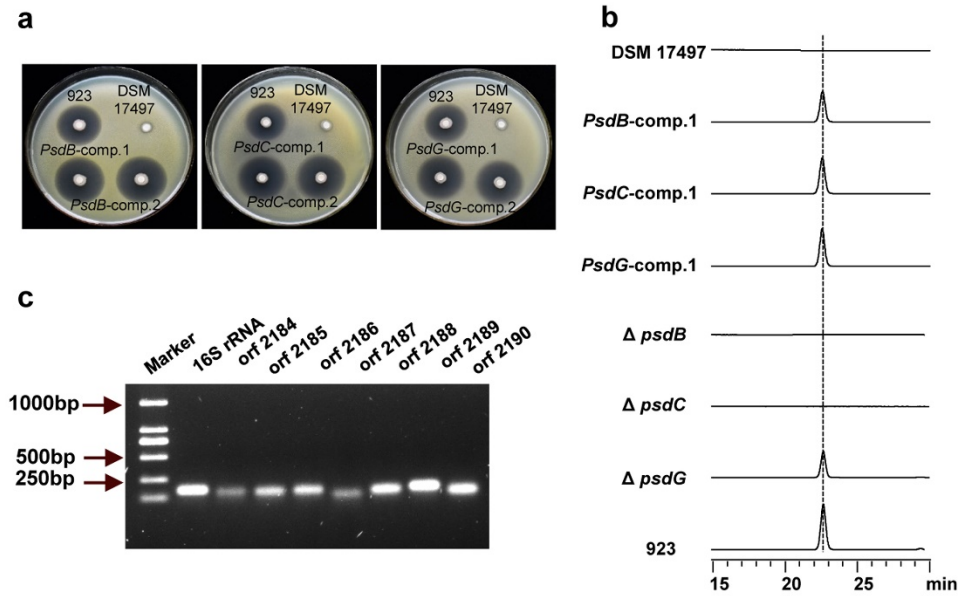 a
923 DSM 17497
PsdB-comp.1
PsdB-comp.2
923 DSM 17497
PsdC-comp.1
PsdC-comp.2
923 DSM 17497
PsdG-comp.1
PsdG-comp.2
b
DSM 17497
PsdB-comp.1
PsdC-comp.1
PsdG-comp.1
Δ psdB
Δ psdC
Δ psdG
923
15 20 25 min
c
Marker
16S rRNA
orf 2184
orf 2185
orf 2186
orf 2187
orf 2188
orf 2189
orf 2190
1000bp
500bp
250bp